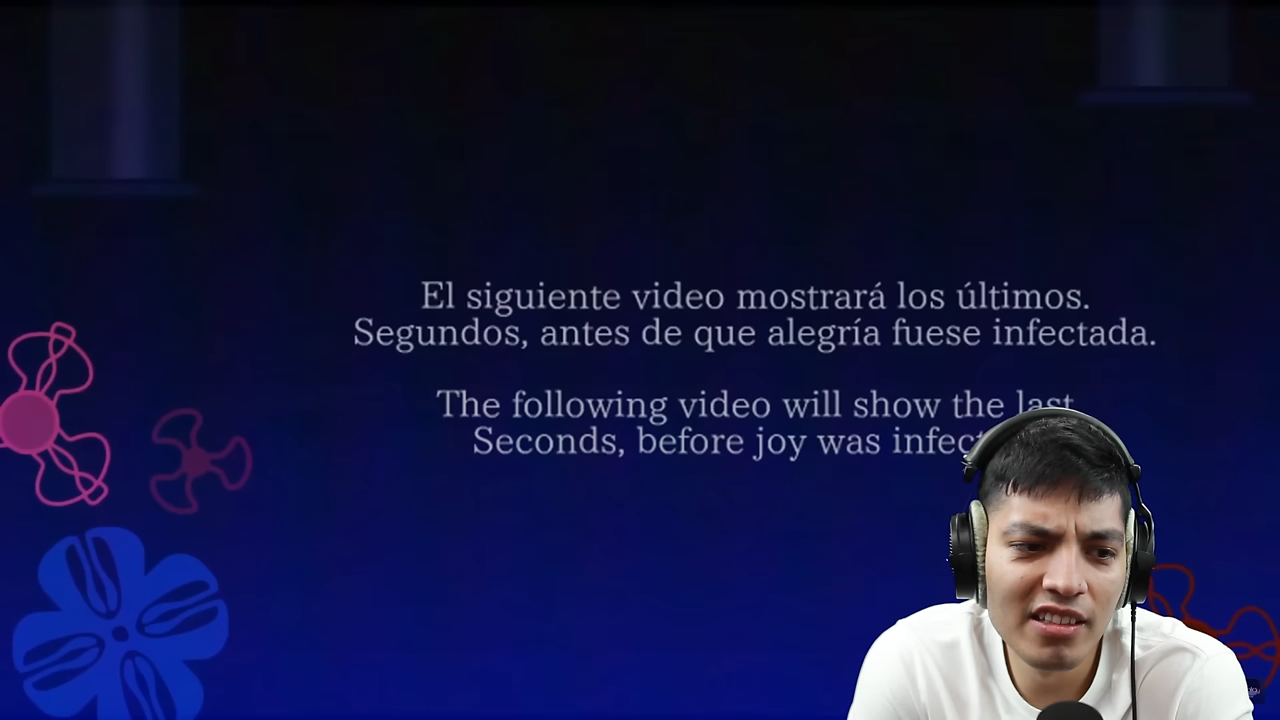 El siguiente video mostrará los últimos.
Segundos, antes de que alegría fuese infectada.
The following video will show the last
Seconds, before joy was